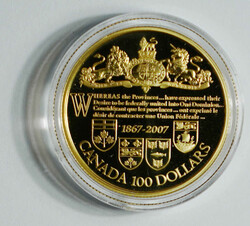 WHEREAS the Provinces... have expressed their
Desire to be federally united into One Dominion...
Considérant que les provinces ... ont exprimé le
désir de contracter une Union Fédérale...
1867-2007
CANADA 100 DOLLARS